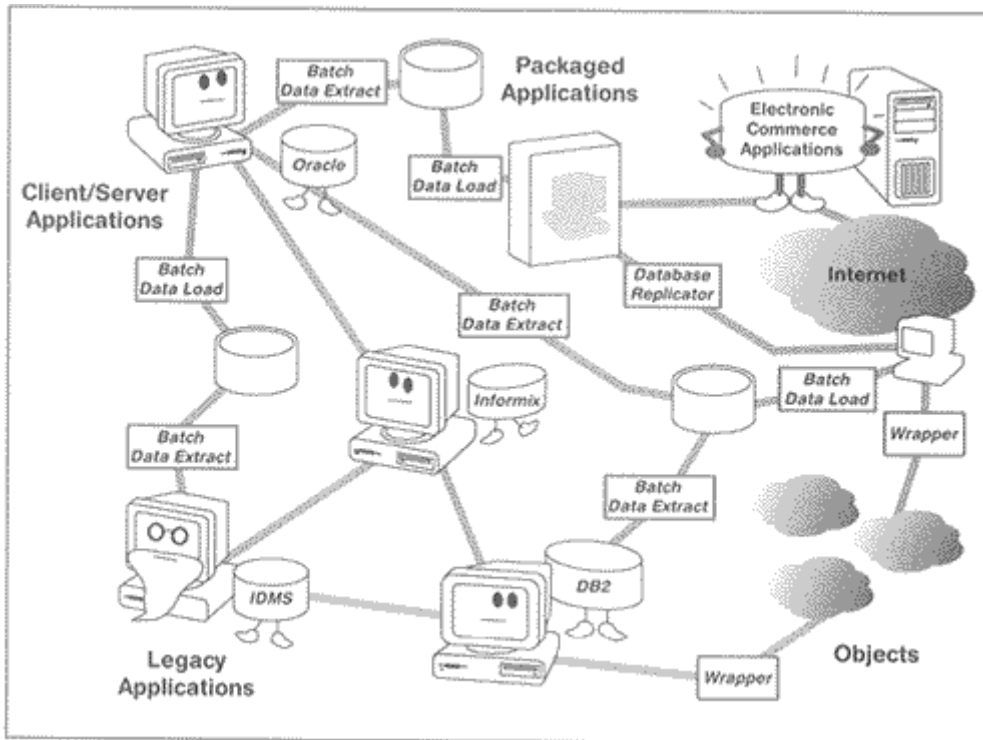 Batch
Data Extract
Packaged
Applications
Electronic
Commerce
Applications
Oracle
Batch
Data Load
Client/Server
Applications
Batch
Data Load
Internet
Database
Replicator
Batch
Data Extract
Informix
Batch
Data Load
Wrapper
Batch
Data Extract
Batch
Data Extract
IDMS
DB2
Legacy
Applications
Objects
Wrapper